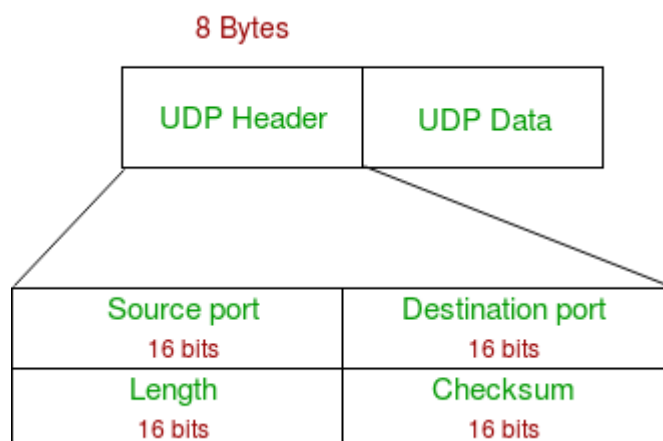 8 Bytes
UDP Header
UDP Data
Source port
16 bits
Destination port
16 bits
Length
16 bits
Checksum
16 bits